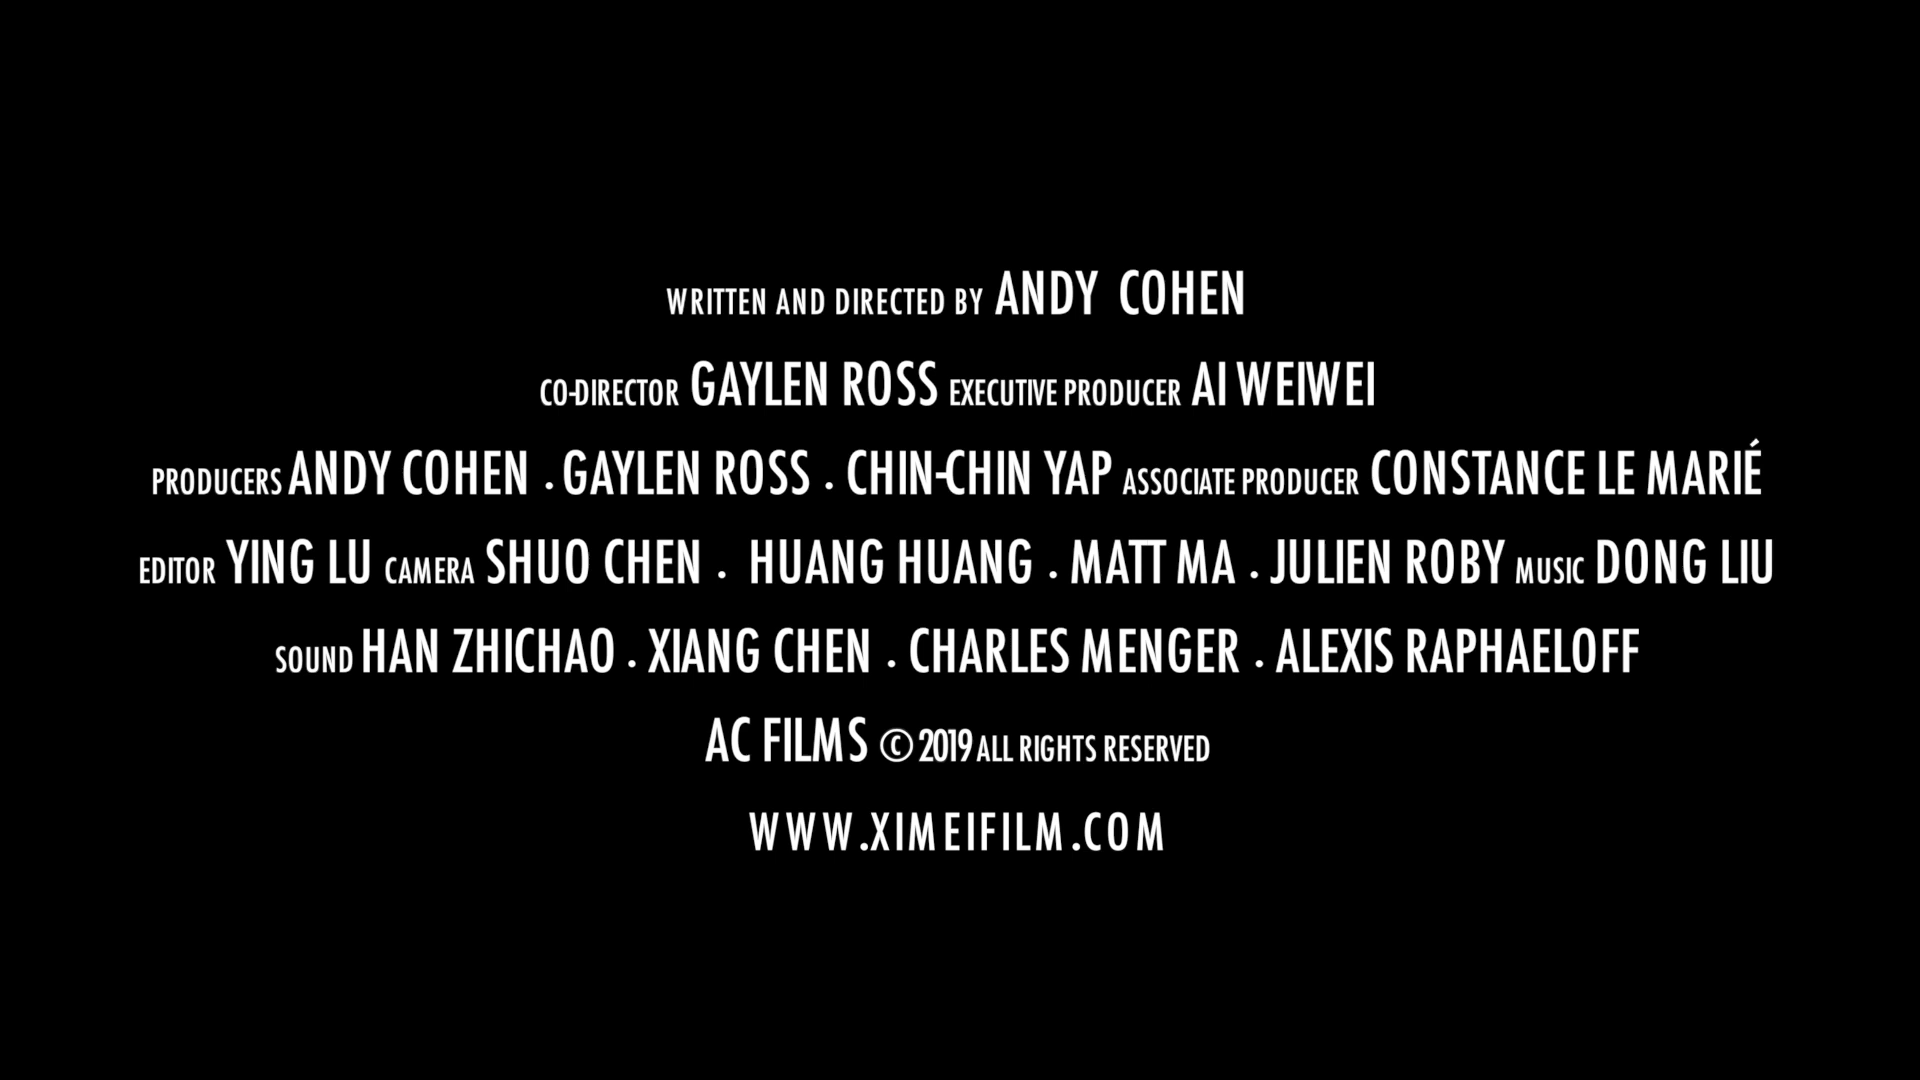 WRITTEN AND DIRECTED BY ANDY COHEN
CO-DIRECTOR GAYLEN ROSS EXECUTIVE PRODUCER AI WEIWEI
PRODUCERS ANDY COHEN . GAYLEN ROSS . CHIN-CHIN YAP ASSOCIATE PRODUCER CONSTANCE LE MARIÉ
EDITOR YING LU CAMERA SHUO CHEN . HUANG HUANG . MATT MA . JULIEN ROBY MUSIC DONG LIU
SOUND HAN ZHICHAO . XIANG CHEN . CHARLES MENGER . ALEXIS RAPHAELOFF
AC FILMS © 2019 ALL RIGHTS RESERVED
WWW.XIMEIFILM.COM